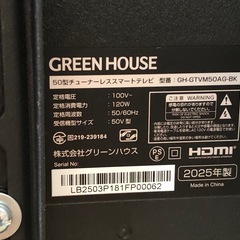 GREEN HOUSE
50型チューナーレススマートテレビ 型番: GH-GTVM50AG-BK
定格電圧: 100V~
定格消費電力: 120W
定格周波数: 50/60Hz
受信機型サイズ: 50V型
219-239184
株式会社グリーンハウス
PS
E
HDMI
LB2503P181FP00062
2025年製
Made in China